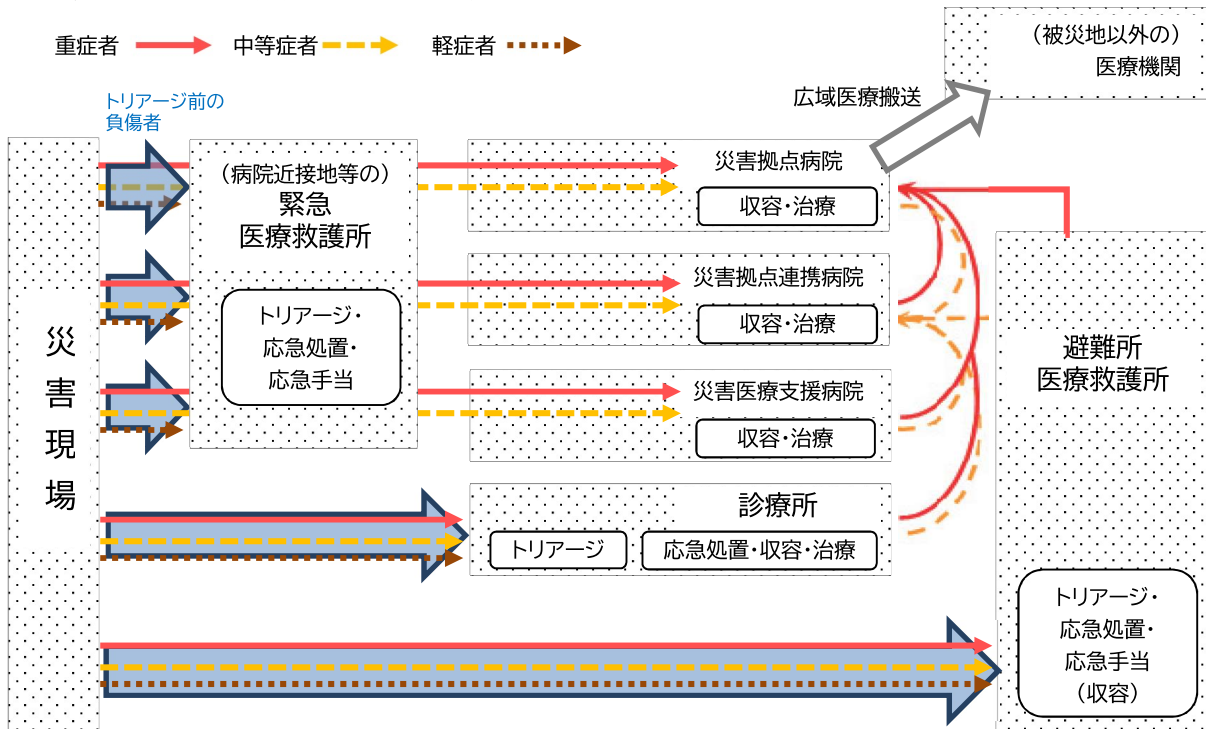 重症者
中等症者
軽症者
(被災地以外の)
医療機関
広域医療搬送
トリアージ前の
負傷者
災害現場
(病院近接地等の)
緊急
医療救護所
トリアージ・
応急処置・
応急手当
災害拠点病院
収容・治療
災害拠点連携病院
収容・治療
災害医療支援病院
収容・治療
診療所
トリアージ
応急処置・収容・治療
避難所
医療救護所
トリアージ・
応急処置・
応急手当
(収容)